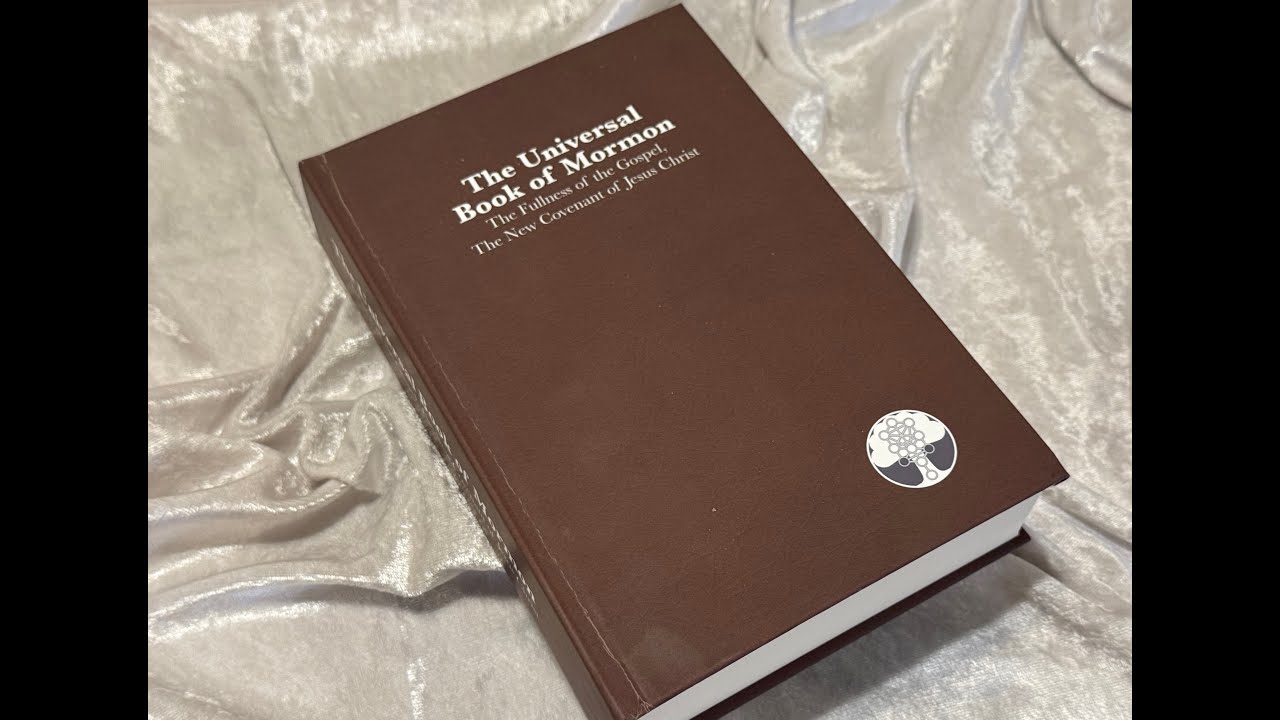 The Universal
Book of Mormon
The Fullness of the Gospel,
The New Covenant of Jesus Christ